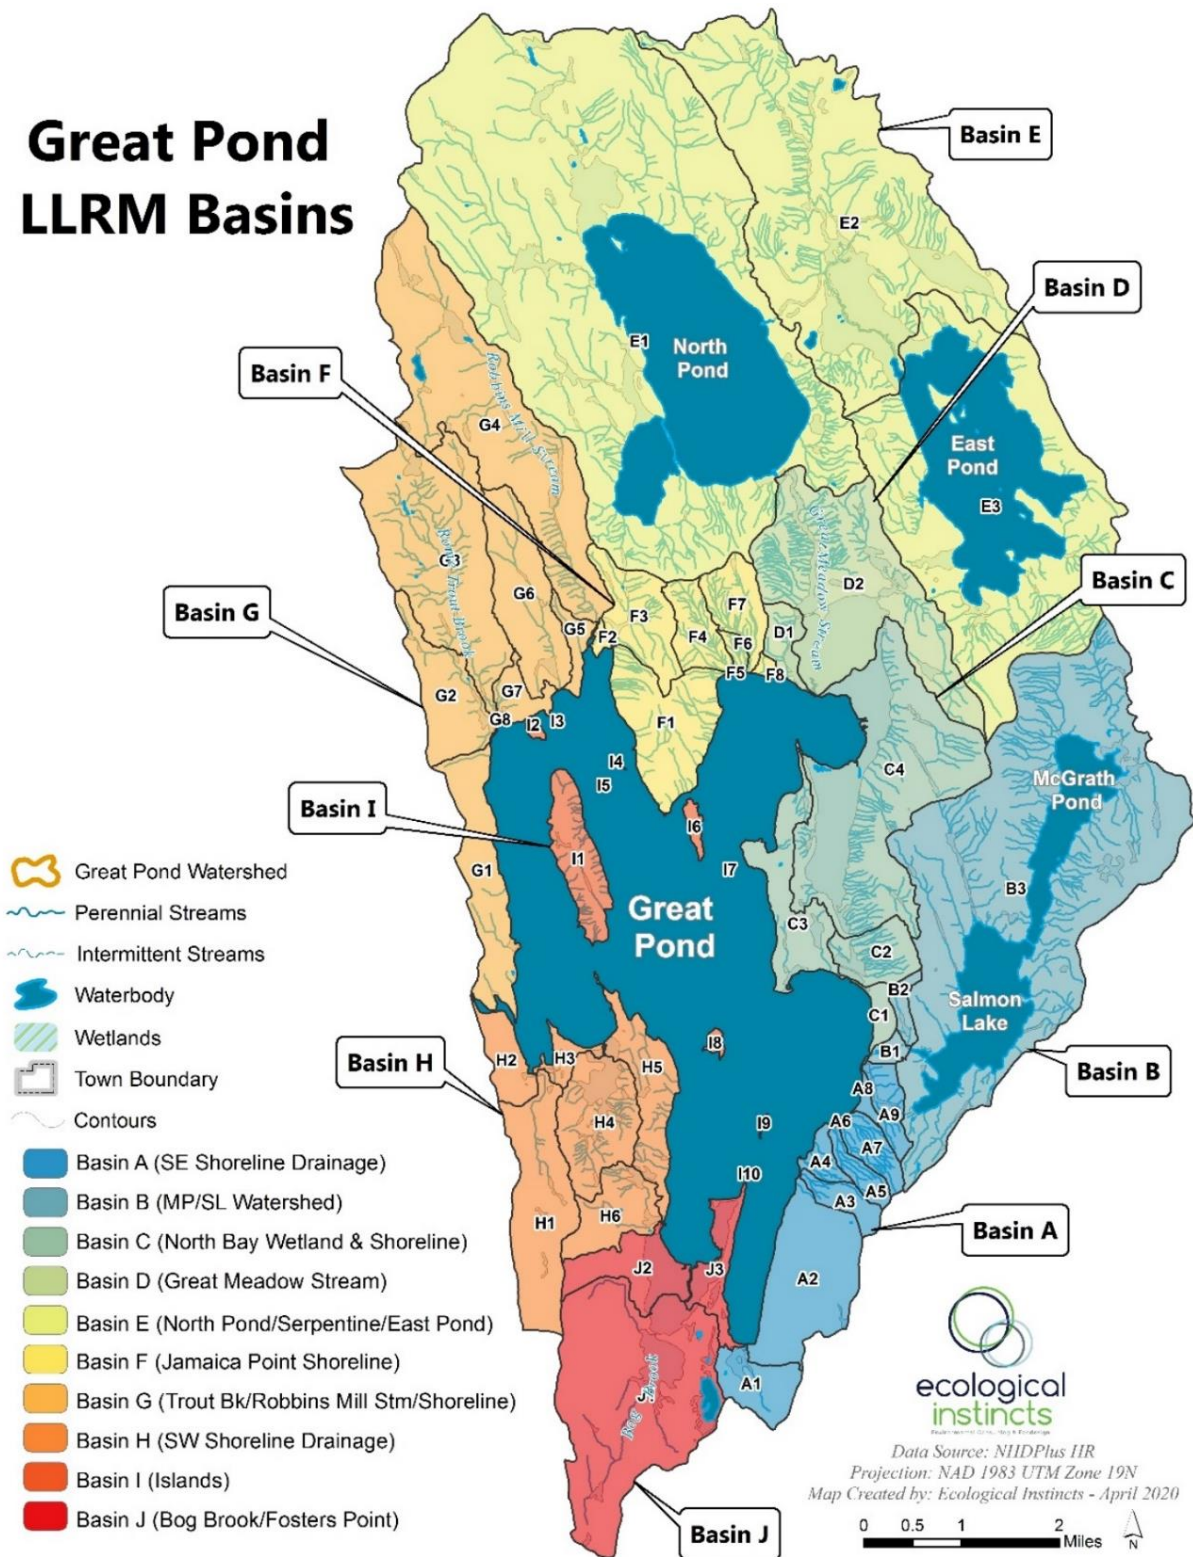 Great Pond
LLRM Basins
Basin E
E2
Basin D
E1
North
Pond
Basin F
Robbins Mill Stream
G4
East
Pond
E3
Great Meadow Stream
Basin C
G3
Trout Brook
Basin G
G6
G5
F2
F3
F7
F4
F6
D1
D2
F5
F8
G2
G7
G8
I2
I3
F1
I4
I5
C4
McGrath
Pond
Basin I
I6
I1
I7
G1
B3
Great
Pond
C3
C2
B2
C1
Salmon
Lake
B1
Basin H
H2
H3
H5
I8
Basin B
A8
A9
H4
I9
A6
A7
A4
A5
A3
I10
Basin A
H1
H6
J2
J3
A2
A1
Bog Brook
Basin J
Great Pond Watershed
Perennial Streams
Intermittent Streams
Waterbody
Wetlands
Town Boundary
Contours
Basin A (SE Shoreline Drainage)
Basin B (MP/SL Watershed)
Basin C (North Bay Wetland & Shoreline)
Basin D (Great Meadow Stream)
Basin E (North Pond/Serpentine/East Pond)
Basin F (Jamaica Point Shoreline)
Basin G (Trout Bk/Robbins Mill Stm/Shoreline)
Basin H (SW Shoreline Drainage)
Basin I (Islands)
Basin J (Bog Brook/Fosters Point)
ecological
instincts
Data Source: NHDPlus HR
Projection: NAD 1983 UTM Zone 19N
Map Created by: Ecological Instincts - April 2020
0 0.5 1 2
Miles
N